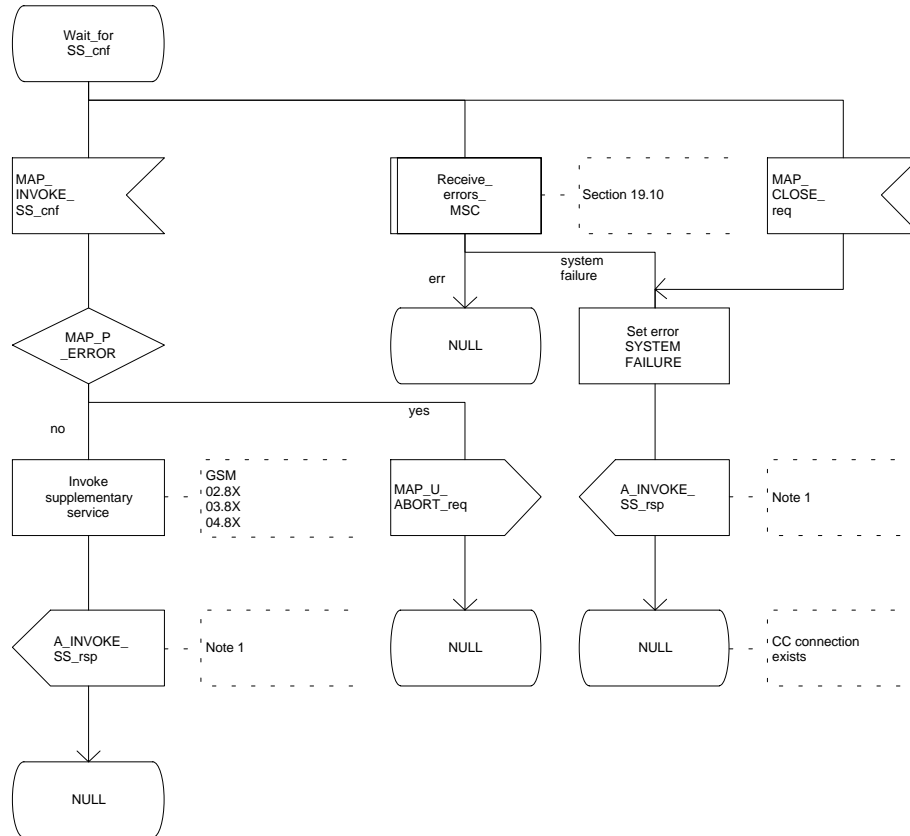 Wait_for
SS_cnf
MAP_
INVOKE_
SS_cnf
Receive_
errors_
MSC
Section 19.10
MAP_
CLOSE_
req
err
system
failure
MAP_P
_ERROR
NULL
Set error
SYSTEM
FAILURE
no
yes
Invoke
supplementary
service
GSM
02.8X
03.8X
04.8X
MAP_U_
ABORT_req
A_INVOKE_
SS_rsp
Note 1
A_INVOKE_
SS_rsp
Note 1
NULL
NULL
CC connection
exists
NULL